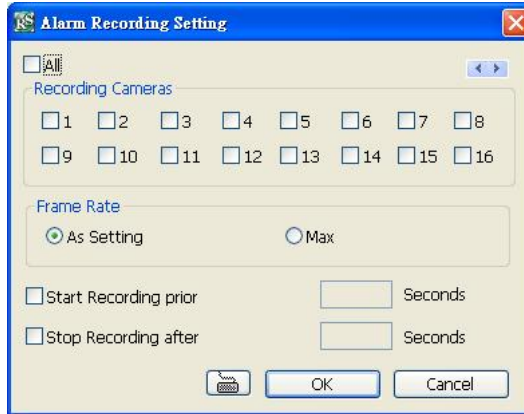 RS Alarm Recording Setting
All
Recording Cameras
1 2 3 4 5 6 7 8
9 10 11 12 13 14 15 16
Frame Rate
As Setting Max
Start Recording prior Seconds
Stop Recording after Seconds
OK Cancel